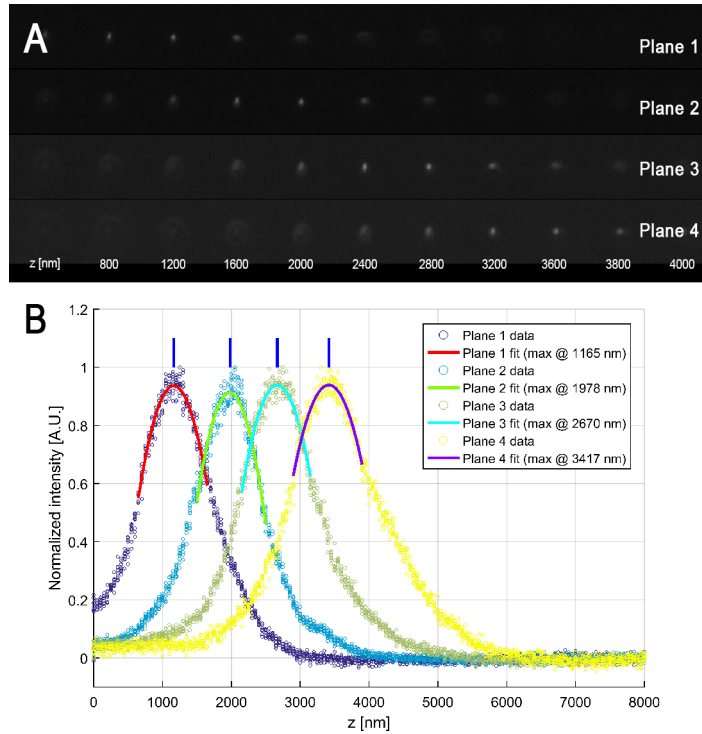 A
Plane 1
Plane 2
Plane 3
Plane 4
z [nm] 800 1200 1600 2000 2400 2800 3200 3600 3800 4000
B
1.2
1
0.8
0.6
0.4
0.2
0
Normalized intensity [A.U.]
Plane 1 data
Plane 1 fit (max @ 1165 nm)
Plane 2 data
Plane 2 fit (max @ 1978 nm)
Plane 3 data
Plane 3 fit (max @ 2670 nm)
Plane 4 data
Plane 4 fit (max @ 3417 nm)
0 1000 2000 3000 4000 5000 6000 7000 8000
z [nm]